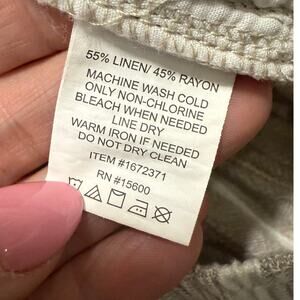 55% LINEN/ 45% RAYON
MACHINE WASH COLD
ONLY NON-CHLORINE
BLEACH WHEN NEEDED
LINE DRY
WARM IRON IF NEEDED
DO NOT DRY CLEAN
ITEM #1672371
RN #15600